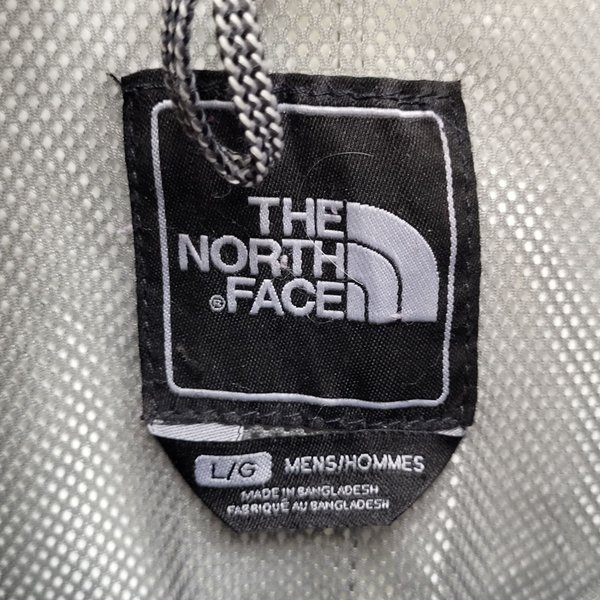 THE
NORTH
®FACE
L/G MENS/HOMMES
MADE IN BANGLADESH
FABRIQUÉ AU BANGLADESH